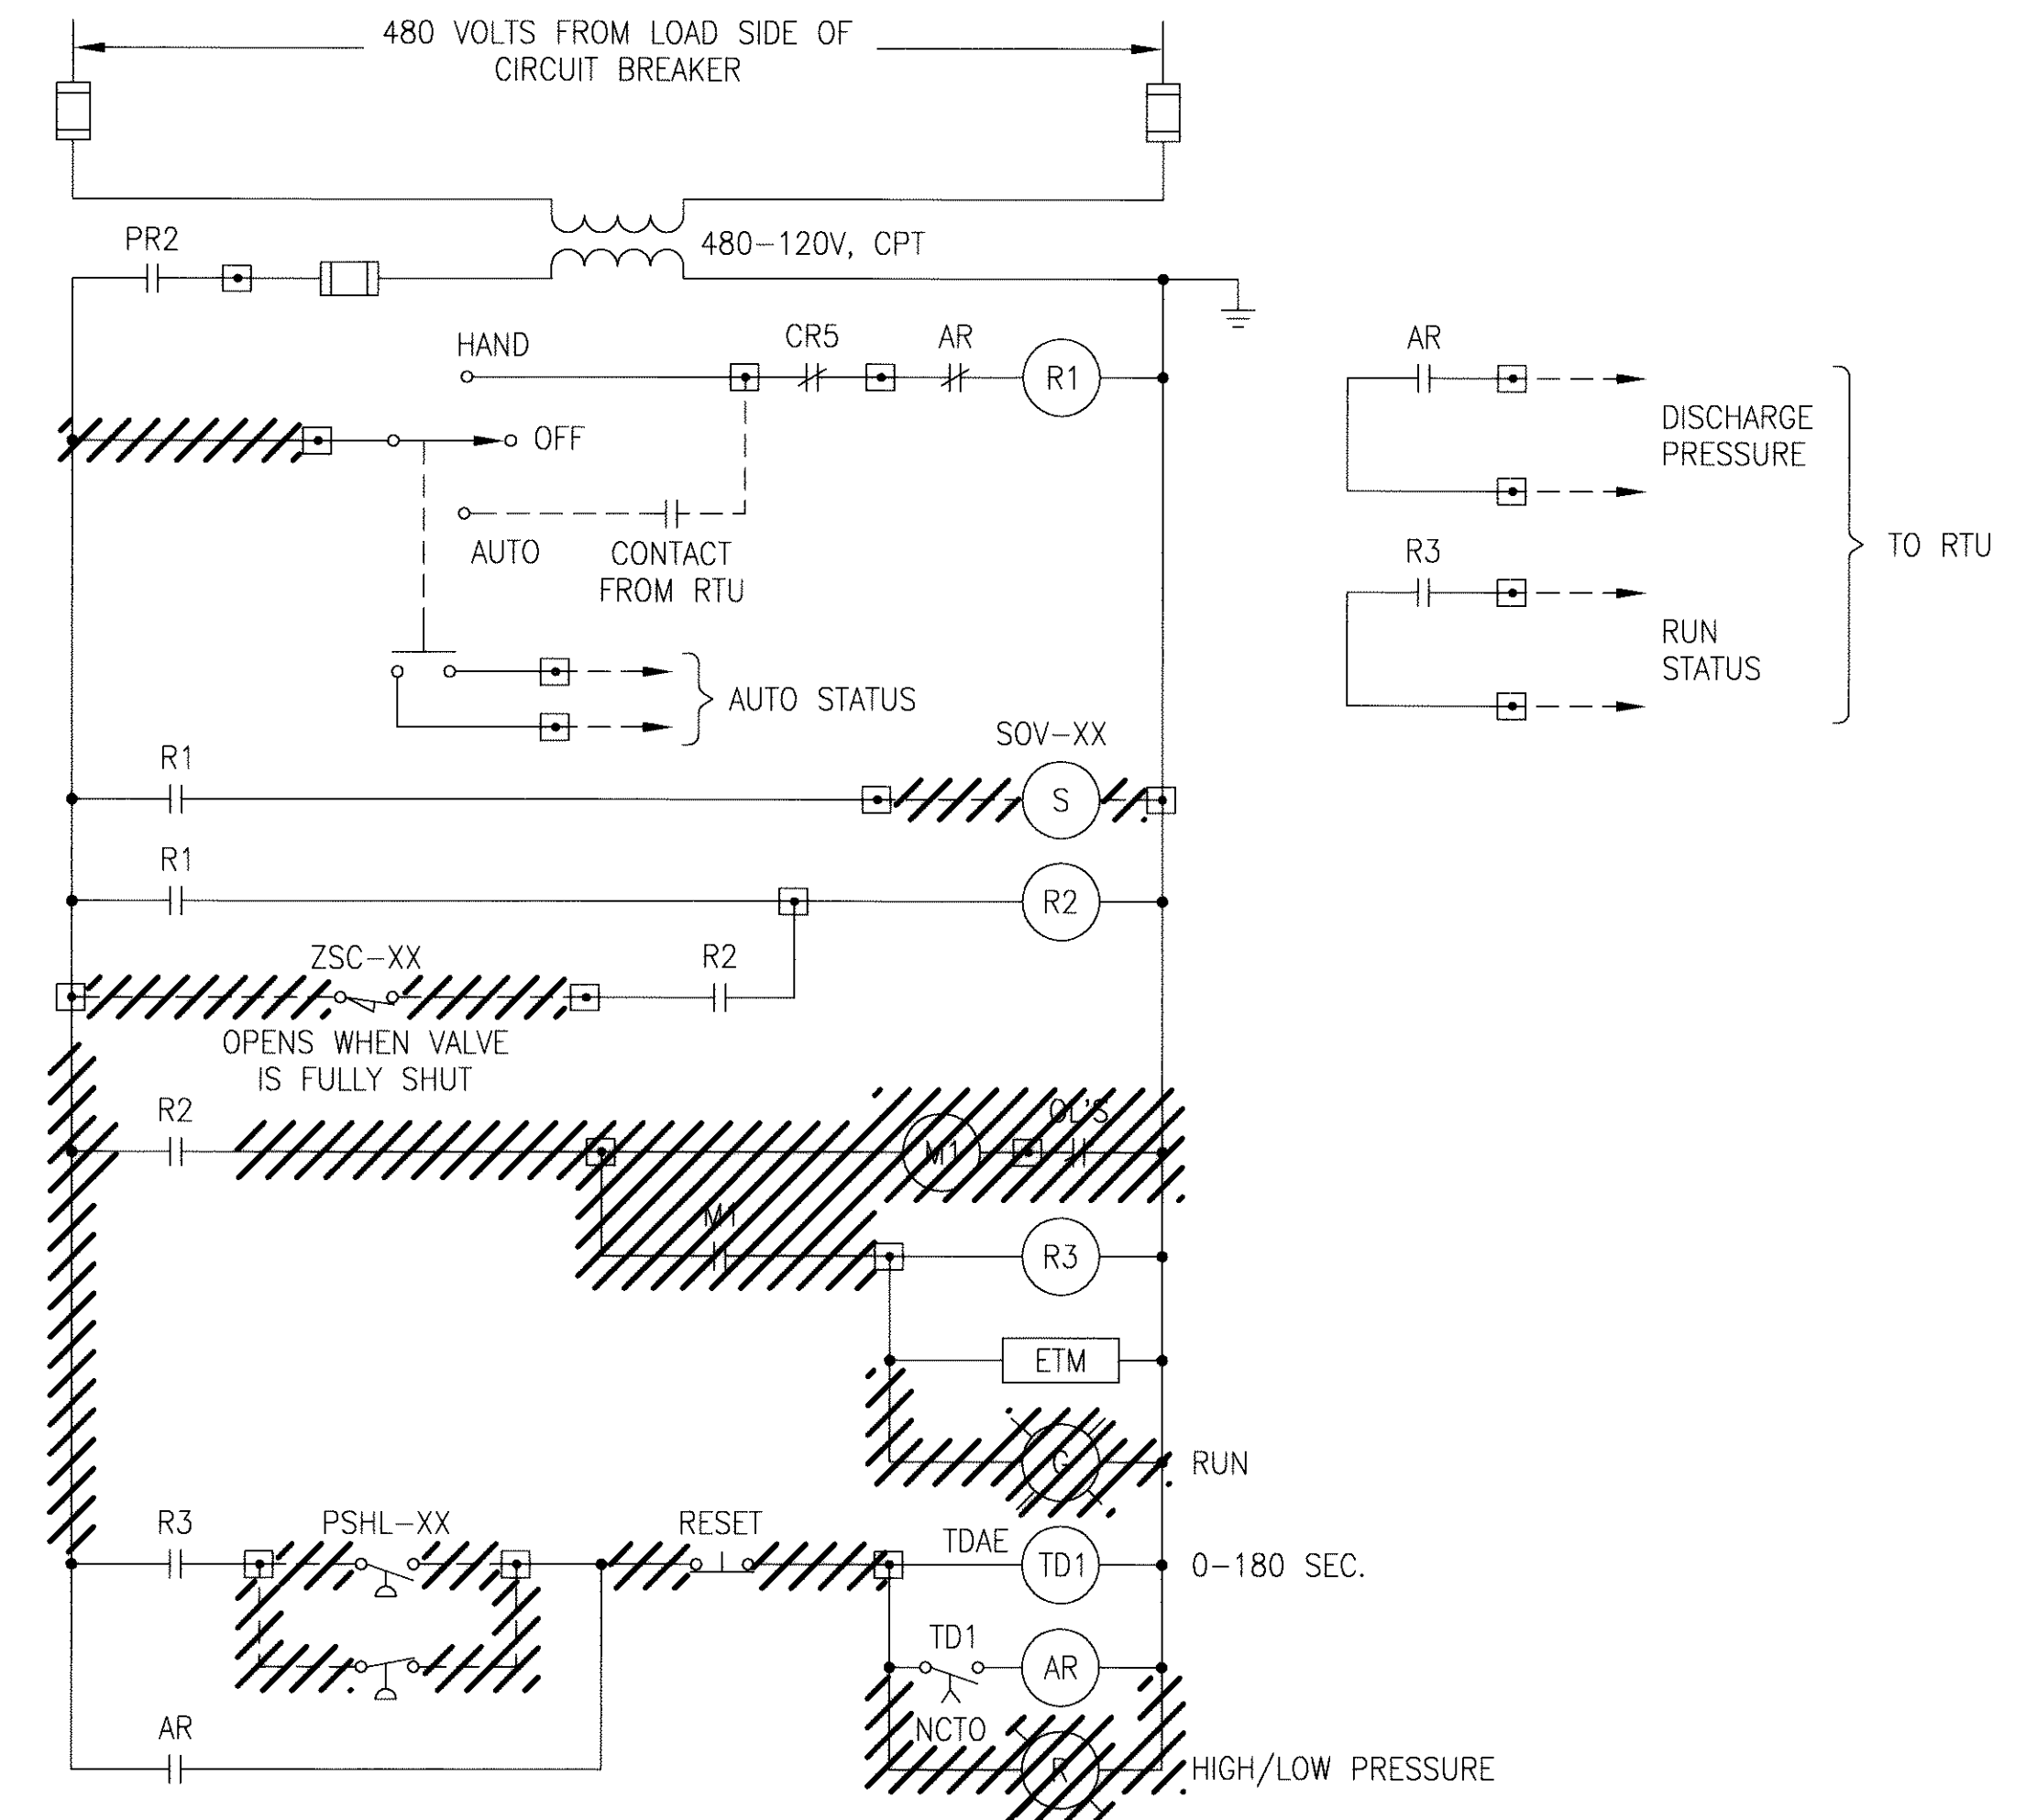 480 VOLTS FROM LOAD SIDE OF
CIRCUIT BREAKER
PR2
480-120V, CPT
HAND
CR5
AR
R1
OFF
AUTO
CONTACT
FROM RTU
AUTO STATUS
AR
DISCHARGE
PRESSURE
R3
RUN
STATUS
TO RTU
R1
SOV-XX
S
R1
R2
ZSC-XX
R2
OPENS WHEN VALVE
IS FULLY SHUT
R2
M1
OL'S
M1
R3
ETM
G
RUN
R3
PSHL-XX
RESET
TDAE
TD1
0-180 SEC.
TD1
AR
NCTO
AR
R
HIGH/LOW PRESSURE